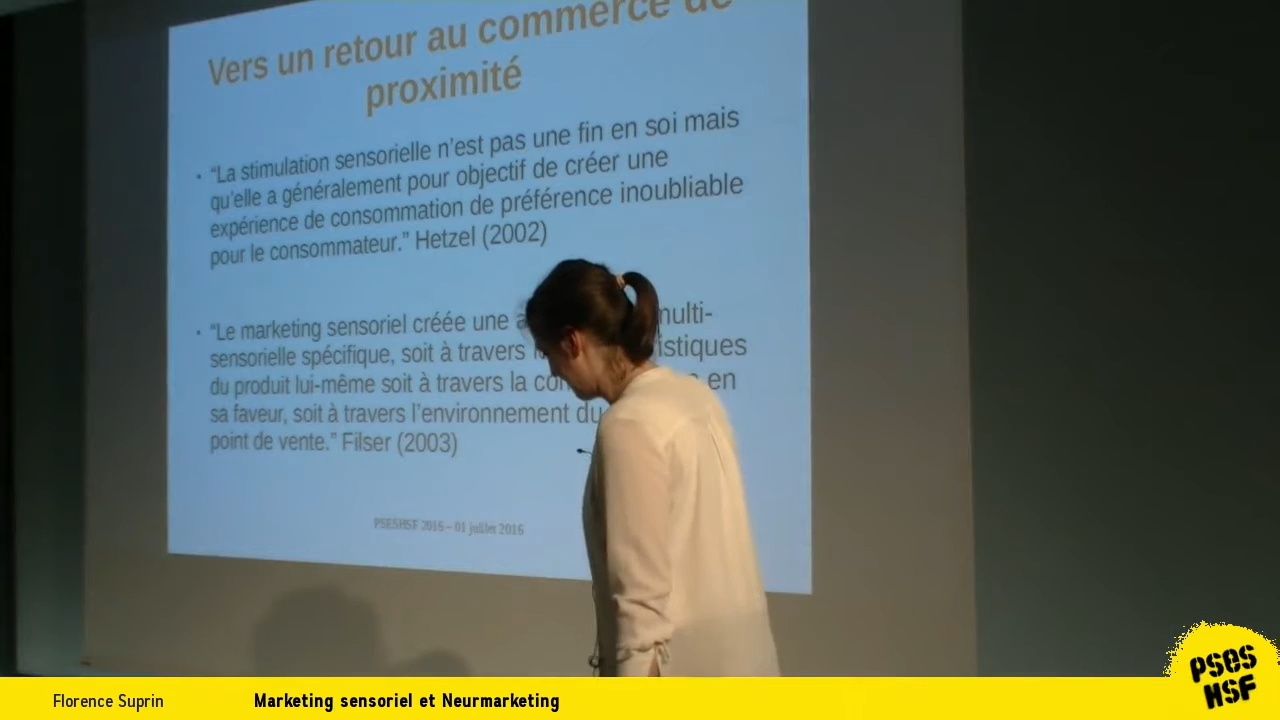 Vers un retour au commerce de
proximité
• “La stimulation sensorielle n’est pas une fin en soi mais
qu’elle a généralement pour objectif de créer une
expérience de consommation de préférence inoubliable
pour le consommateur.” Hetzel (2002)
• “Le marketing sensoriel créée une multi-
sensorielle spécifique, soit à travers
du produit lui-même soit à travers la en
sa faveur, soit à travers l’environnement du
point de vente.” Filser (2003)
PSESHSF 2016 – 01 juillet 2016
PSES
HSF
Florence Suprin Marketing sensoriel et Neurmarketing